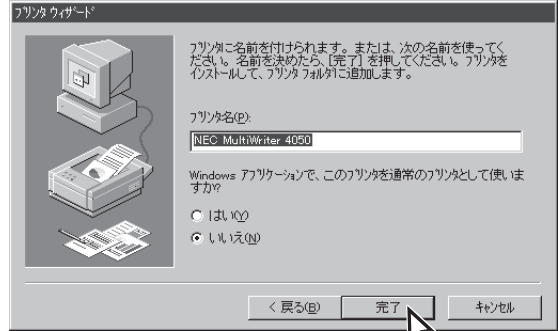 プリンタ ウィザード
プリンタに名前を付けられます。または、次の名前を使ってく
ださい。名前を決めたら、[完了] を押してください。プリンタを
インストールして、プリンタ フォルダに追加します。
プリンタ名(P):
NEC MultiWriter 4050
Windows アプリケーションで、このプリンタを通常のプリンタとして使いま
すか?
はい(Y)
いいえ(N)
< 戻る(B)
完了
キャンセル